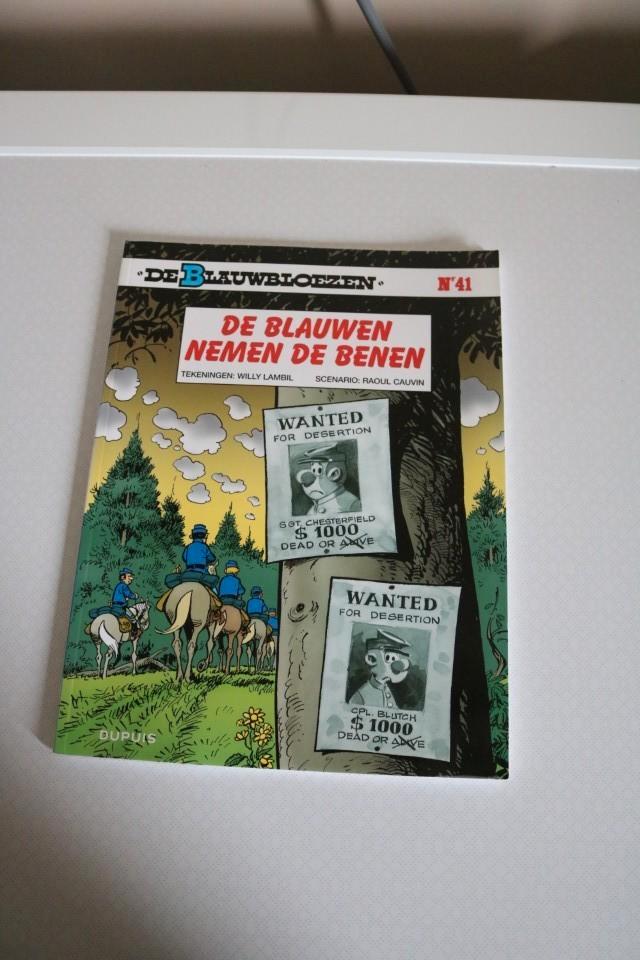 DE BLAUWBLOEZEN
N°41
DE BLAUWEN
NEMEN DE BENEN
TEKENINGEN: WILLY LAMBIL SCENARIO: RAOUL CAUVIN
WANTED
FOR DESERTION
SGT. CHESTERFIELD
$ 1000
DEAD OR ALIVE
WANTED
FOR DESERTION
CPL. BLUTCH
$ 1000
DEAD OR ALIVE
DUPUIS